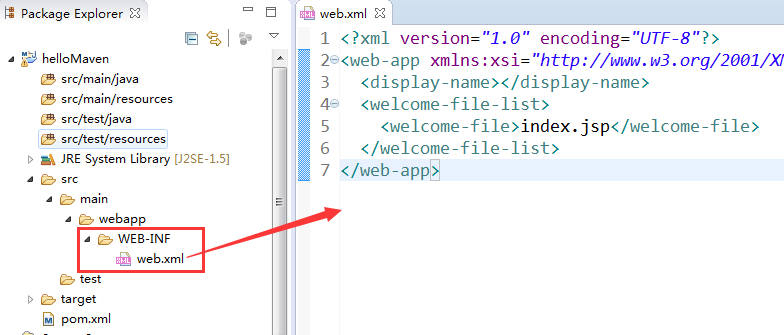 Package Explorer
helloMaven
src/main/java
src/main/resources
src/test/java
src/test/resources
JRE System Library [J2SE-1.5]
src
main
webapp
WEB-INF
web.xml
test
target
pom.xml
web.xml
1 <?xml version="1.0" encoding="UTF-8"?>
2 <web-app xmlns:xsi="http://www.w3.org/2001/XM
3 <display-name></display-name>
4 <welcome-file-list>
5 <welcome-file>index.jsp</welcome-file>
6 </welcome-file-list>
7 </web-app>